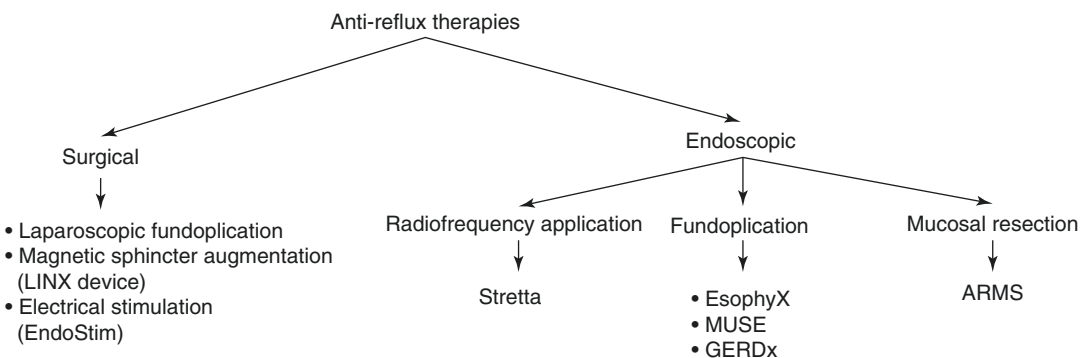 Anti-reflux therapies
Surgical
• Laparoscopic fundoplication
• Magnetic sphincter augmentation
(LINX device)
• Electrical stimulation
(EndoStim)
Endoscopic
Radiofrequency application
Stretta
Fundoplication
• EsophyX
• MUSE
• GERDx
Mucosal resection
ARMS